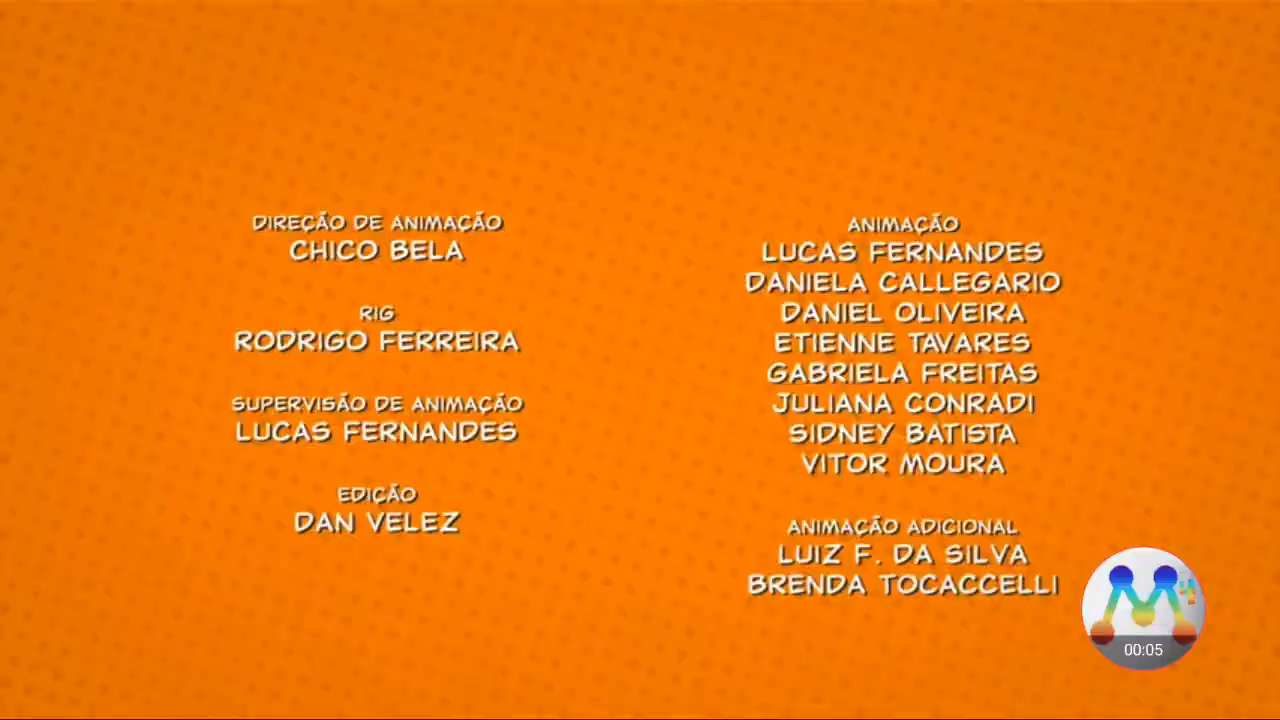 DIREÇÃO DE ANIMAÇÃO
CHICO BELA
RIG
RODRIGO FERREIRA
SUPERVISÃO DE ANIMAÇÃO
LUCAS FERNANDES
EDIÇÃO
DAN VELEZ
ANIMAÇÃO
LUCAS FERNANDES
DANIELA CALLEGARIO
DANIEL OLIVEIRA
ETIENNE TAVARES
GABRIELA FREITAS
JULIANA CONRADI
SIDNEY BATISTA
VITOR MOURA
ANIMAÇÃO ADICIONAL
LUIZ F. DA SILVA
BRENDA TOCACCELLI
M4
00:05